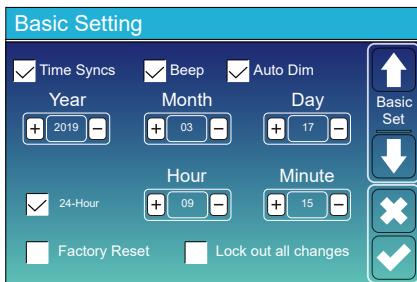 Basic Setting
Time Syncs Beep Auto Dim
Year Month Day
+ 2019 − + 03 − + 17 −
Basic
Set
Hour Minute
24-Hour + 09 − + 15 −
Factory Reset Lock out all changes